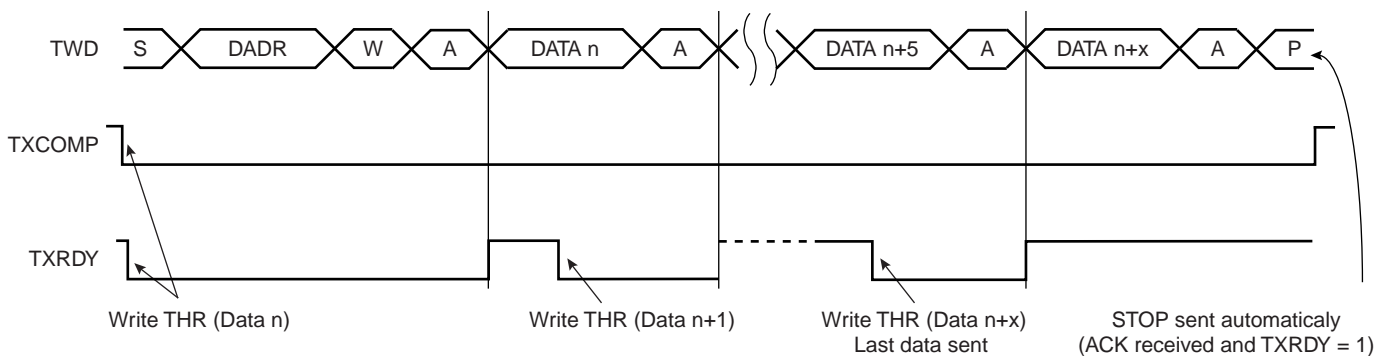 TWD S DADR W A DATA n A DATA n+5 A DATA n+x A P
TXCOMP
TXRDY
Write THR (Data n)
Write THR (Data n+1)
Write THR (Data n+x)
Last data sent
STOP sent automaticaly
(ACK received and TXRDY = 1)